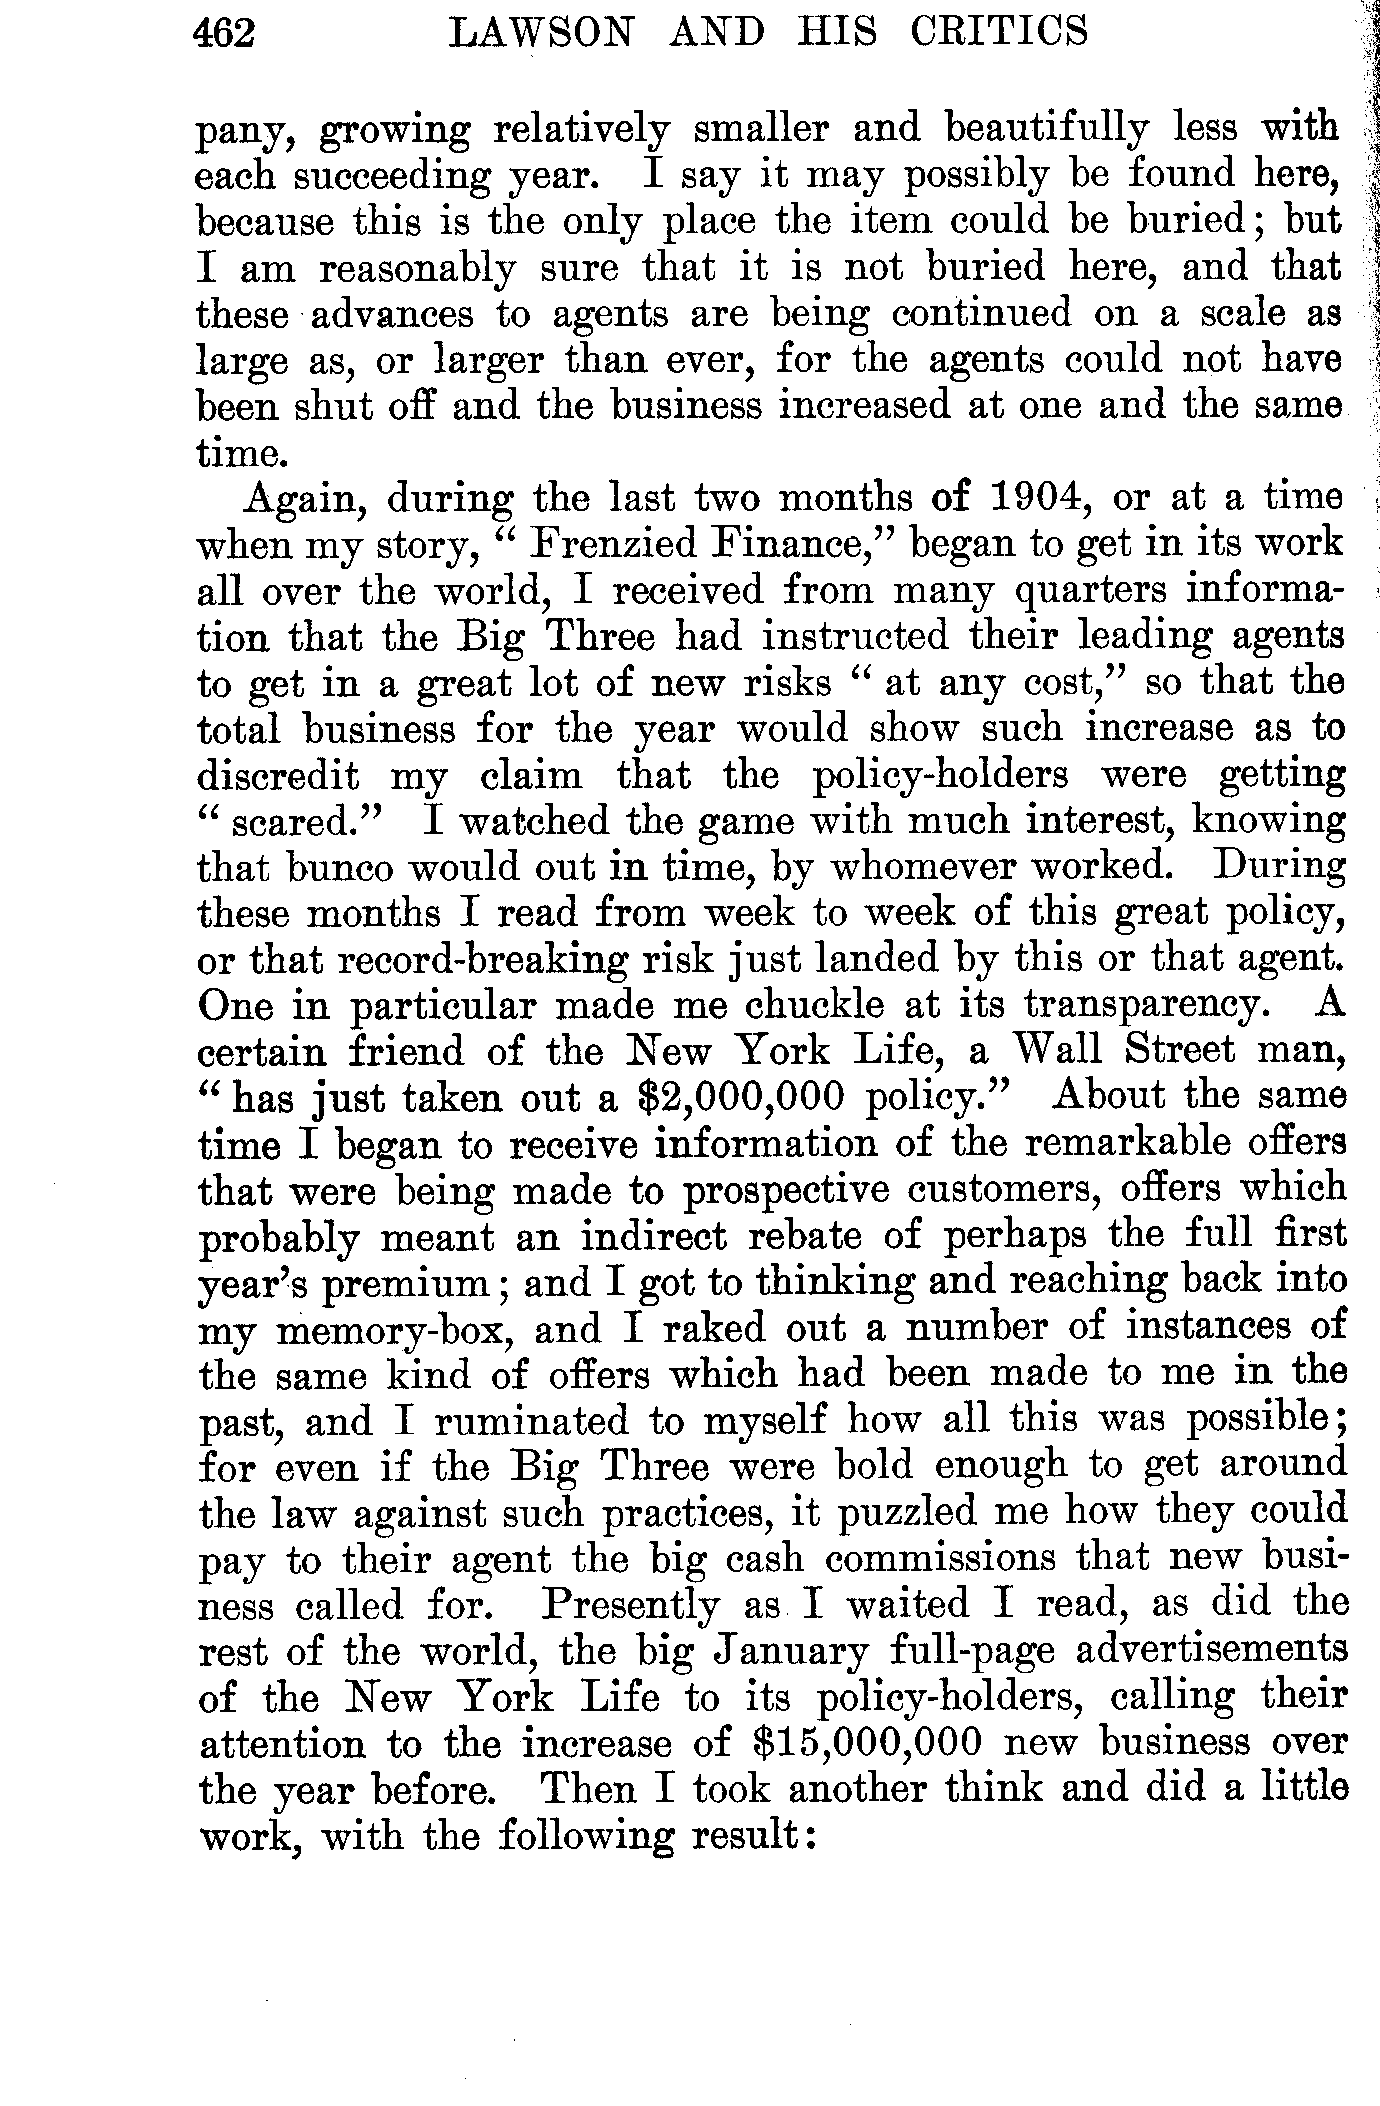 462 LAWSON AND HIS CRITICS
pany, growing relatively smaller and beautifully less with
each succeeding year. I say it may possibly be found here,
because this is the only place the item could be buried; but
I am reasonably sure that it is not buried here, and that
these advances to agents are being continued on a scale as
large as, or larger than ever, for the agents could not have
been shut off and the business increased at one and the same
time.
Again, during the last two months of 1904, or at a time
when my story, “ Frenzied Finance,” began to get in its work
all over the world, I received from many quarters informa-
tion that the Big Three had instructed their leading agents
to get in a great lot of new risks “ at any cost,” so that the
total business for the year would show such increase as to
discredit my claim that the policy-holders were getting
“ scared.” I watched the game with much interest, knowing
that bunco would out in time, by whomever worked. During
these months I read from week to week of this great policy,
or that record-breaking risk just landed by this or that agent.
One in particular made me chuckle at its transparency. A
certain friend of the New York Life, a Wall Street man,
“ has just taken out a $2,000,000 policy.” About the same
time I began to receive information of the remarkable offers
that were being made to prospective customers, offers which
probably meant an indirect rebate of perhaps the full first
year’s premium; and I got to thinking and reaching back into
my memory-box, and I raked out a number of instances of
the same kind of offers which had been made to me in the
past, and I ruminated to myself how all this was possible;
for even if the Big Three were bold enough to get around
the law against such practices, it puzzled me how they could
pay to their agent the big cash commissions that new busi-
ness called for. Presently as I waited I read, as did the
rest of the world, the big January full-page advertisements
of the New York Life to its policy-holders, calling their
attention to the increase of $15,000,000 new business over
the year before. Then I took another think and did a little
work, with the following result: